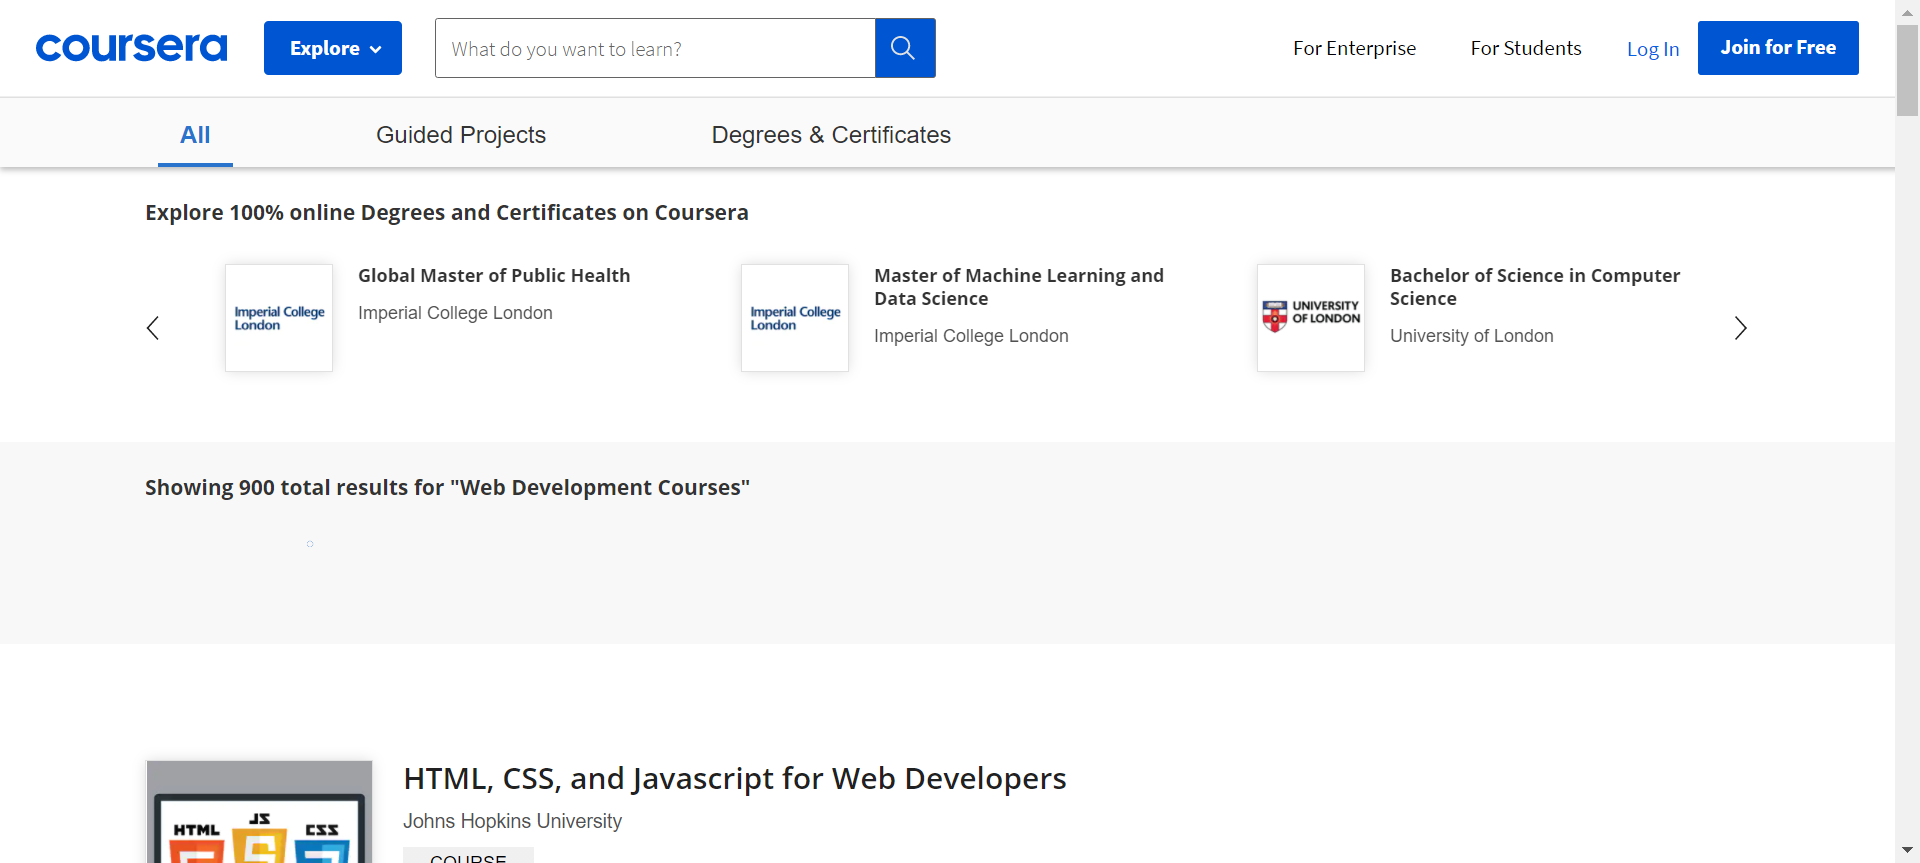 coursera
Explore
What do you want to learn?
For Enterprise
For Students
Log In
Join for Free
All
Guided Projects
Degrees & Certificates
Explore 100% online Degrees and Certificates on Coursera
Imperial College
London
Global Master of Public Health
Imperial College London
Imperial College
London
Master of Machine Learning and
Data Science
Imperial College London
UNIVERSITY
OF LONDON
Bachelor of Science in Computer
Science
University of London
Showing 900 total results for "Web Development Courses"
HTML
JS
CSS
HTML, CSS, and Javascript for Web Developers
Johns Hopkins University
COURSE